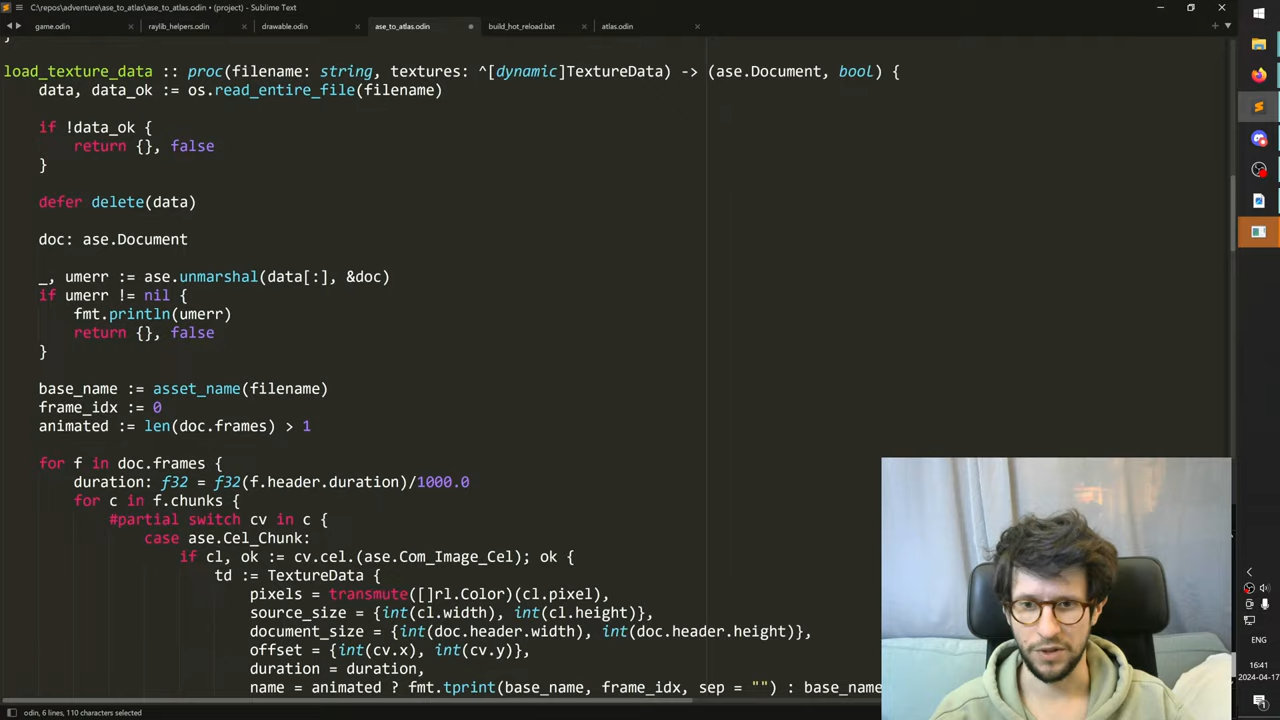 C:\repos\adventure\ase_to_atlas\ase_to_atlas.odin • (project) - Sublime Text
game.odin raylib_helpers.odin drawable.odin ase_to_atlas.odin build_hot_reload.bat atlas.odin
}
load_texture_data :: proc(filename: string, textures: ^[dynamic]TextureData) -> (ase.Document, bool) {
data, data_ok := os.read_entire_file(filename)
if !data_ok {
return {}, false
}
defer delete(data)
doc: ase.Document
_, umerr := ase.unmarshal(data[:], &doc)
if umerr != nil {
fmt.println(umerr)
return {}, false
}
base_name := asset_name(filename)
frame_idx := 0
animated := len(doc.frames) > 1
for f in doc.frames {
duration: f32 = f32(f.header.duration)/1000.0
for c in f.chunks {
#partial switch cv in c {
case ase.Cel_Chunk:
if cl, ok := cv.cel.(ase.Com_Image_Cel); ok {
td := TextureData {
pixels = transmute([]rl.Color)(cl.pixel),
source_size = {int(cl.width), int(cl.height)},
document_size = {int(doc.header.width), int(doc.header.height)},
offset = {int(cv.x), int(cv.y)},
duration = duration,
name = animated ? fmt.tprint(base_name, frame_idx, sep = "") : base_name
odin, 6 lines, 110 characters selected
ENG
16:41
2024-04-17